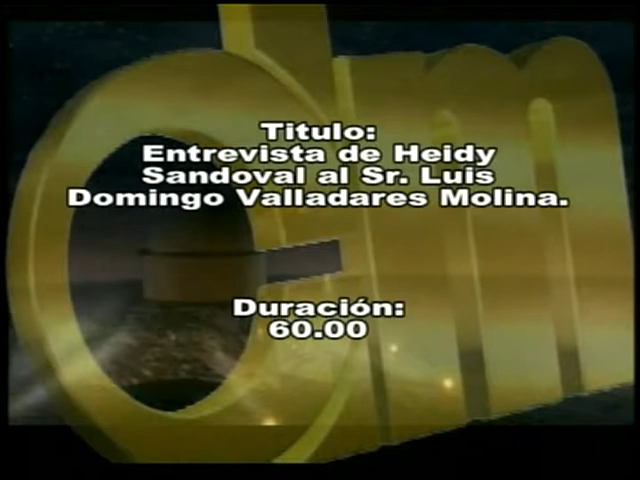 Titulo:
Entrevista de Heidy
Sandoval al Sr. Luis
Domingo Valladares Molina.
Duración:
60.00